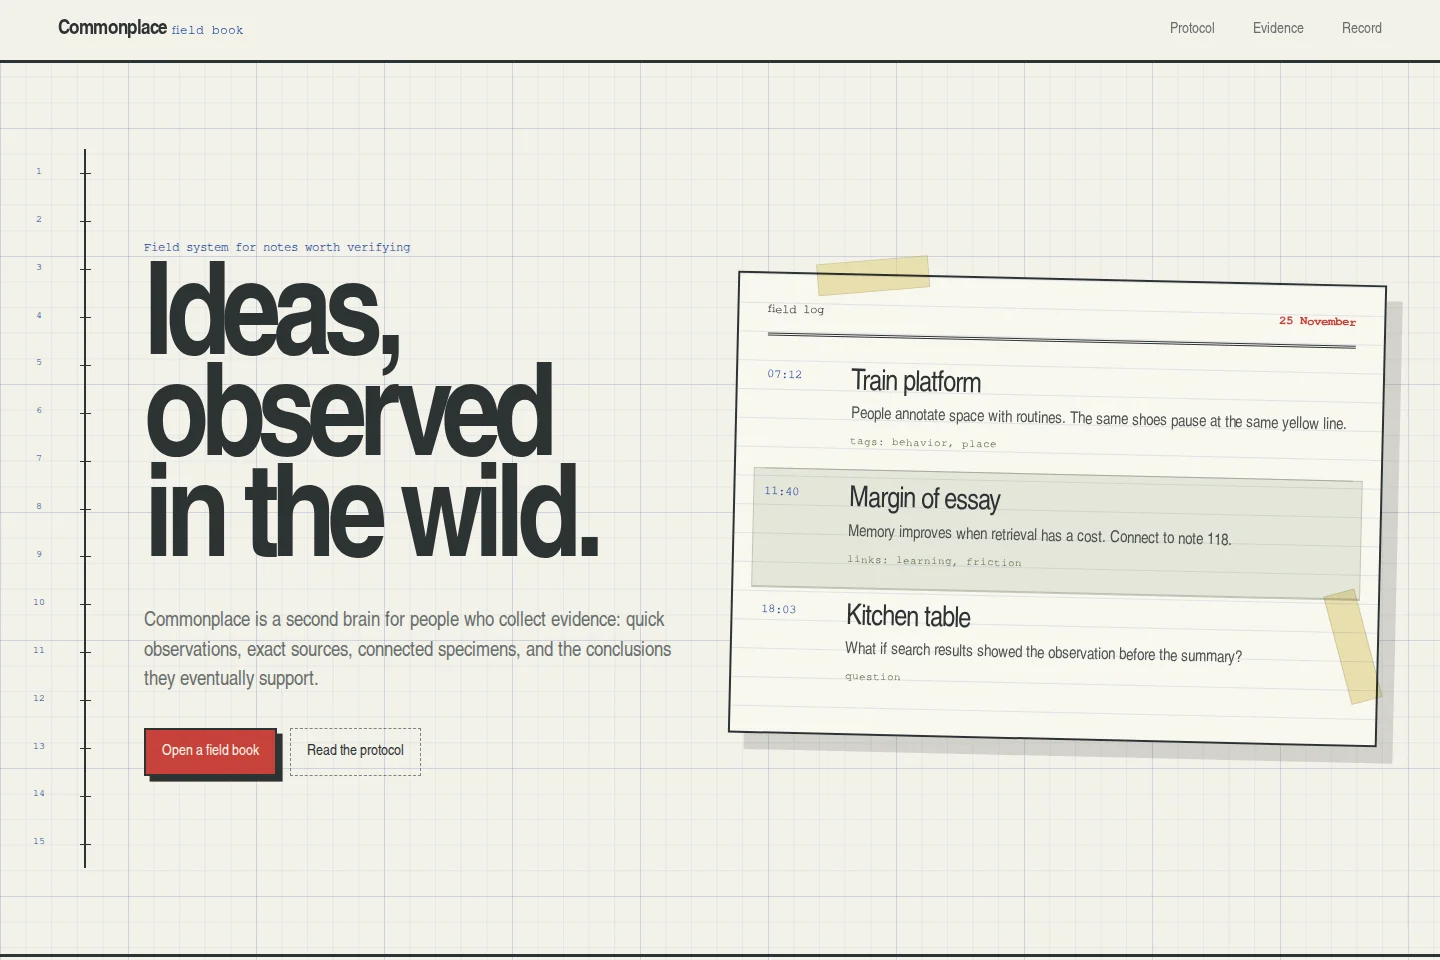 Commonplace field book
Protocol
Evidence
Record
1
2
3
4
5
6
7
8
9
10
11
12
13
14
15
Field system for notes worth verifying
Ideas,
observed
in the wild.
Commonplace is a second brain for people who collect evidence: quick
observations, exact sources, connected specimens, and the conclusions
they eventually support.
Open a field book
Read the protocol
field log
25 November
07:12
Train platform
People annotate space with routines. The same shoes pause at the same yellow line.
tags: behavior, place
11:40
Margin of essay
Memory improves when retrieval has a cost. Connect to note 118.
links: learning, friction
18:03
Kitchen table
What if search results showed the observation before the summary?
question